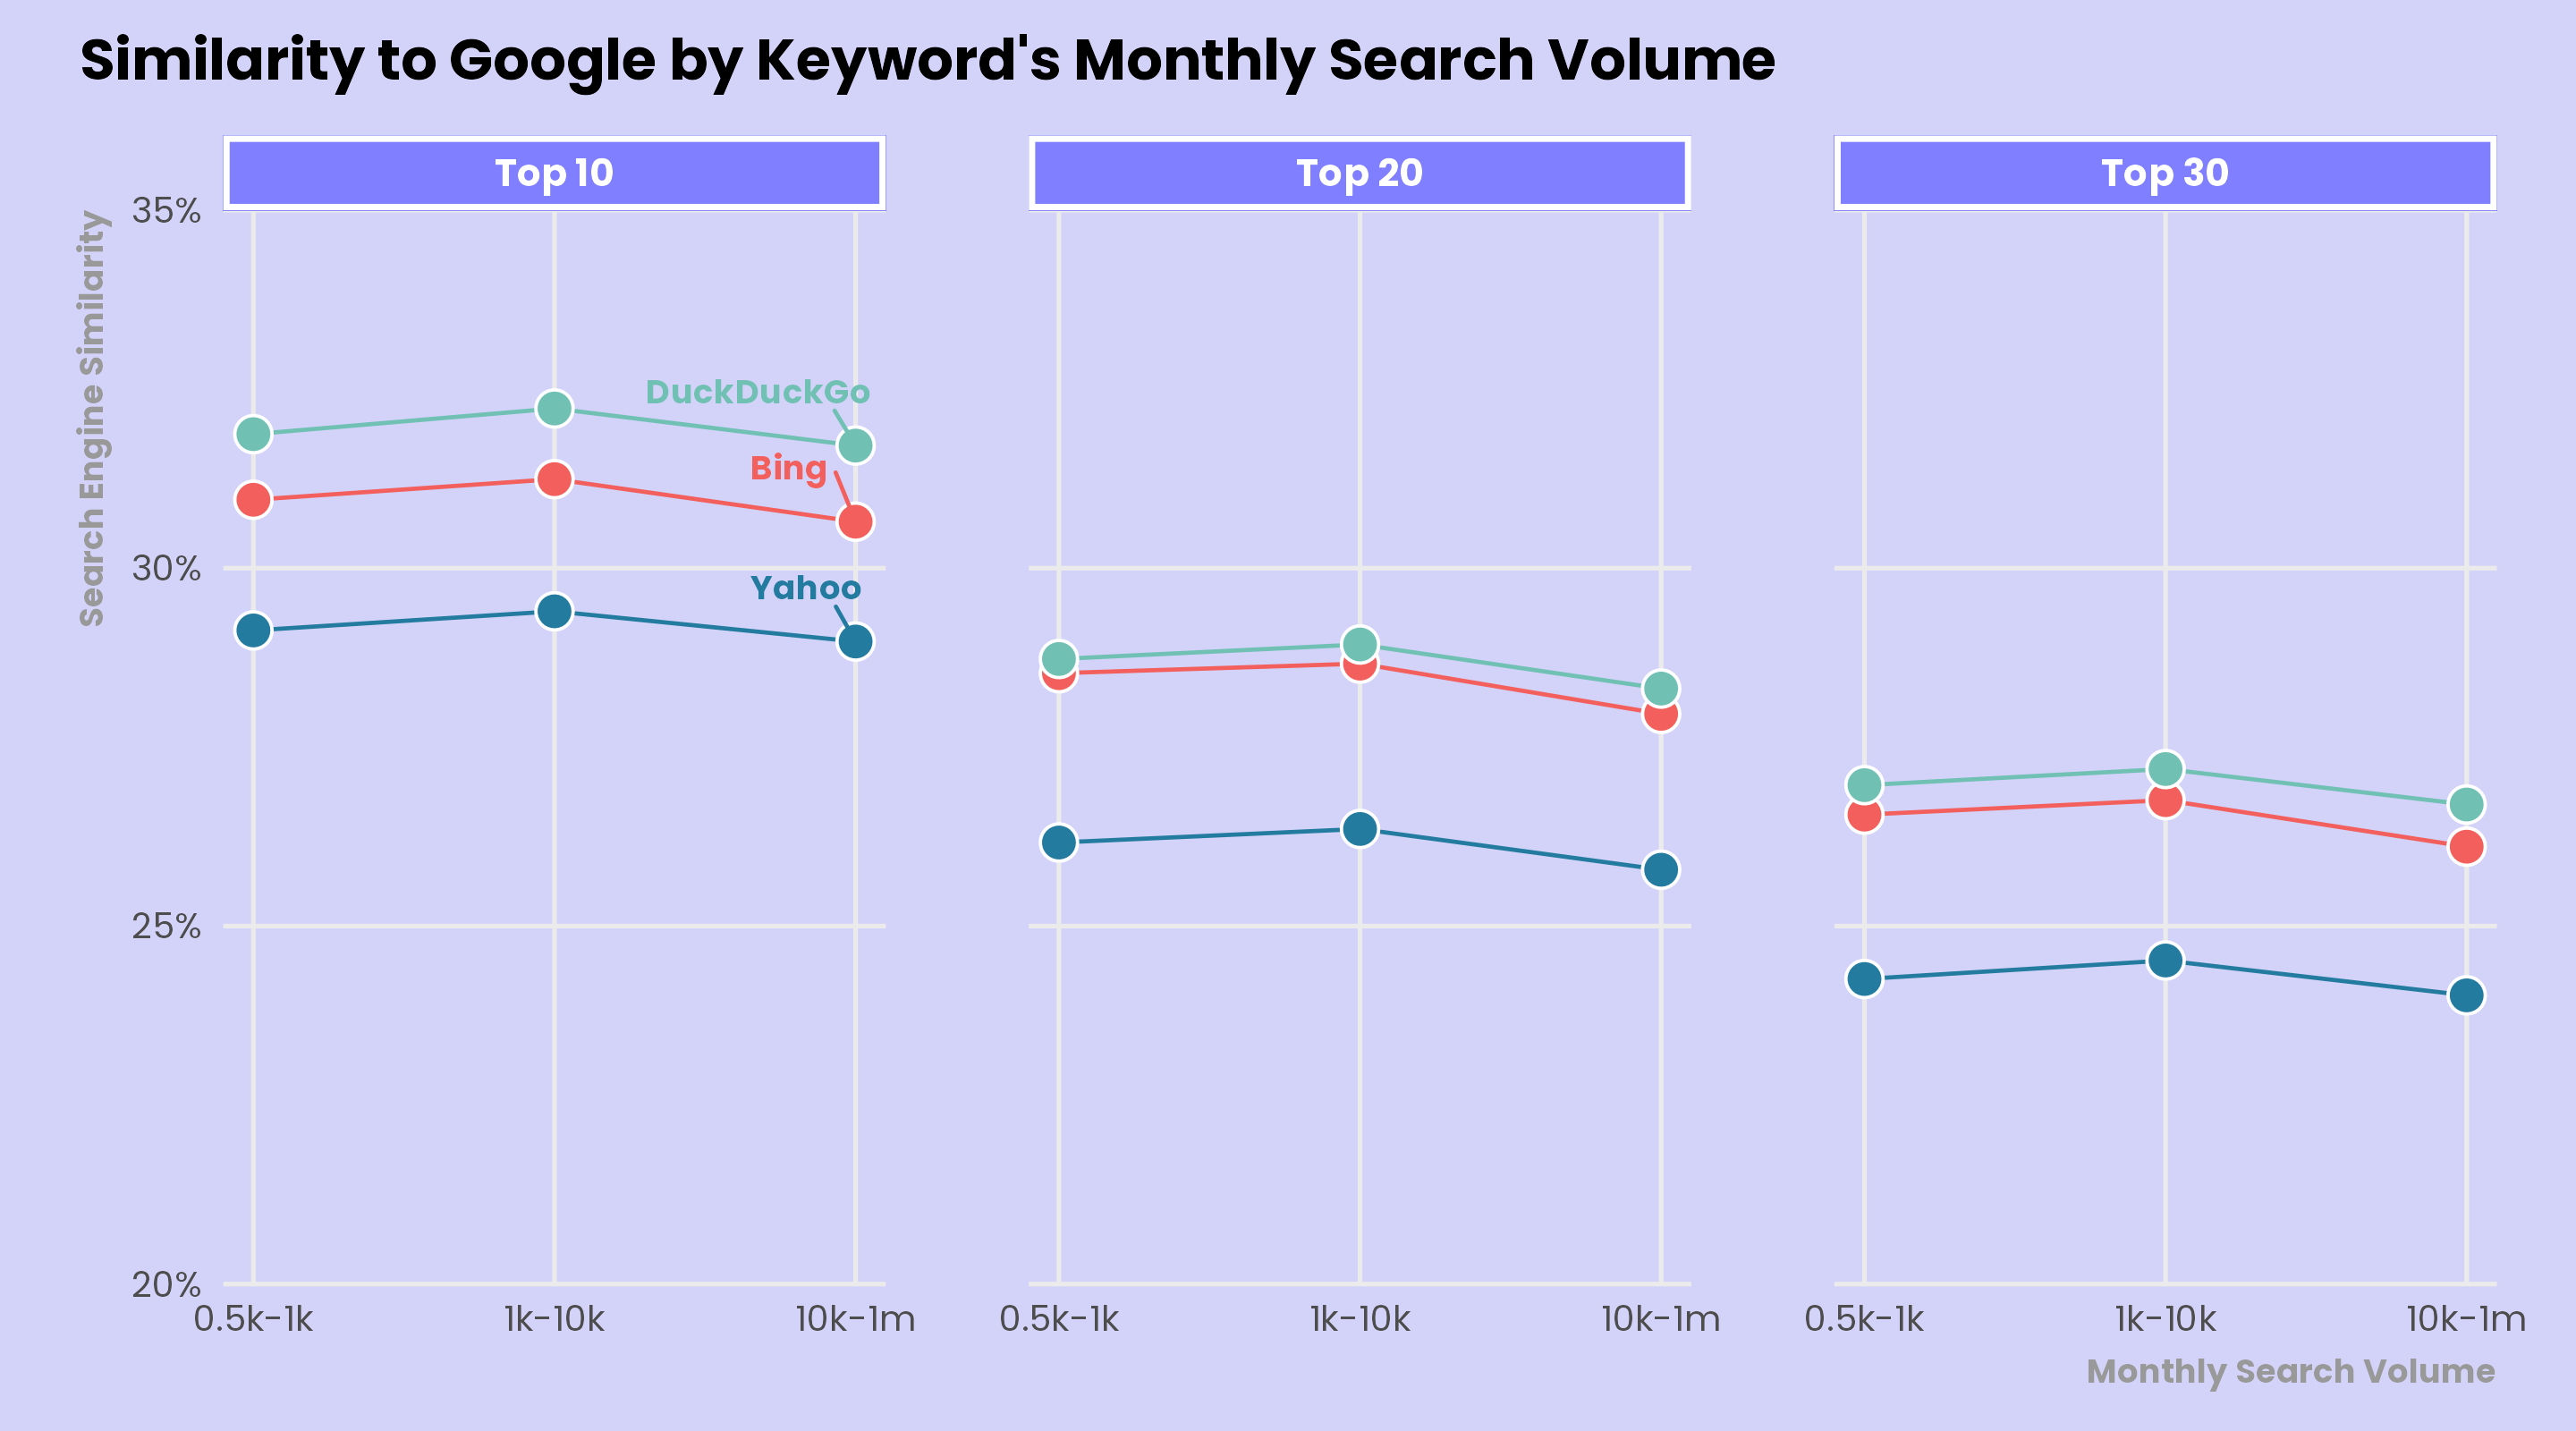 Similarity to Google by Keyword's Monthly Search Volume
Top 10
Top 20
Top 30
Search Engine Similarity
35%
30%
25%
20%
DuckDuckGo
Bing
Yahoo
0.5k-1k
1k-10k
10k-1m
0.5k-1k
1k-10k
10k-1m
0.5k-1k
1k-10k
10k-1m
Monthly Search Volume